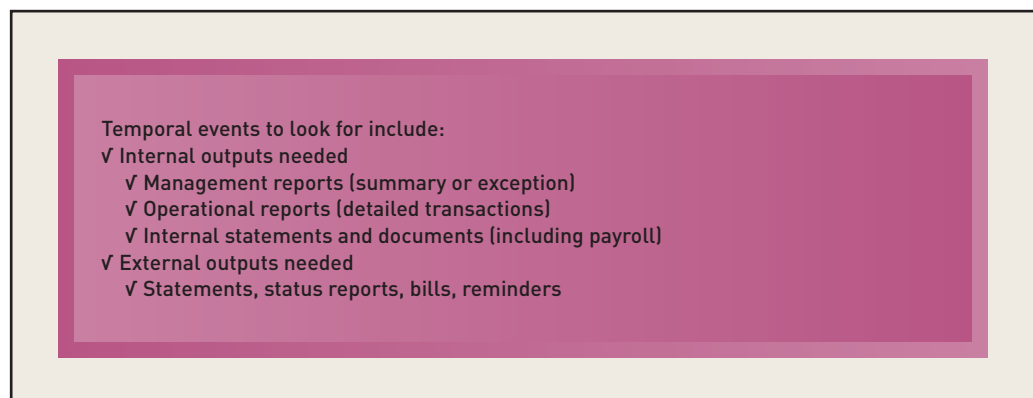 Temporal events to look for include:
√ Internal outputs needed
√ Management reports (summary or exception)
√ Operational reports (detailed transactions)
√ Internal statements and documents (including payroll)
√ External outputs needed
√ Statements, status reports, bills, reminders